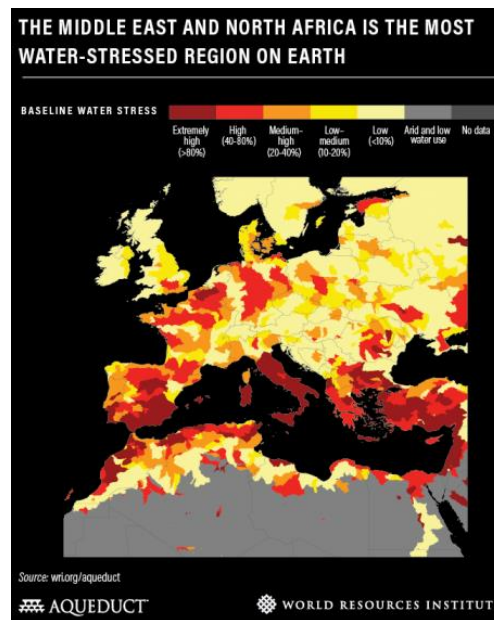 THE MIDDLE EAST AND NORTH AFRICA IS THE MOST
WATER-STRESSED REGION ON EARTH
BASELINE WATER STRESS
Extremely high (>80%)
High (40-80%)
Medium-high (20-40%)
Low-medium (10-20%)
Low (<10%)
Arid and low water use
No data
Source: wri.org/aqueduct
AQUEDUCT™
WORLD RESOURCES INSTITUT